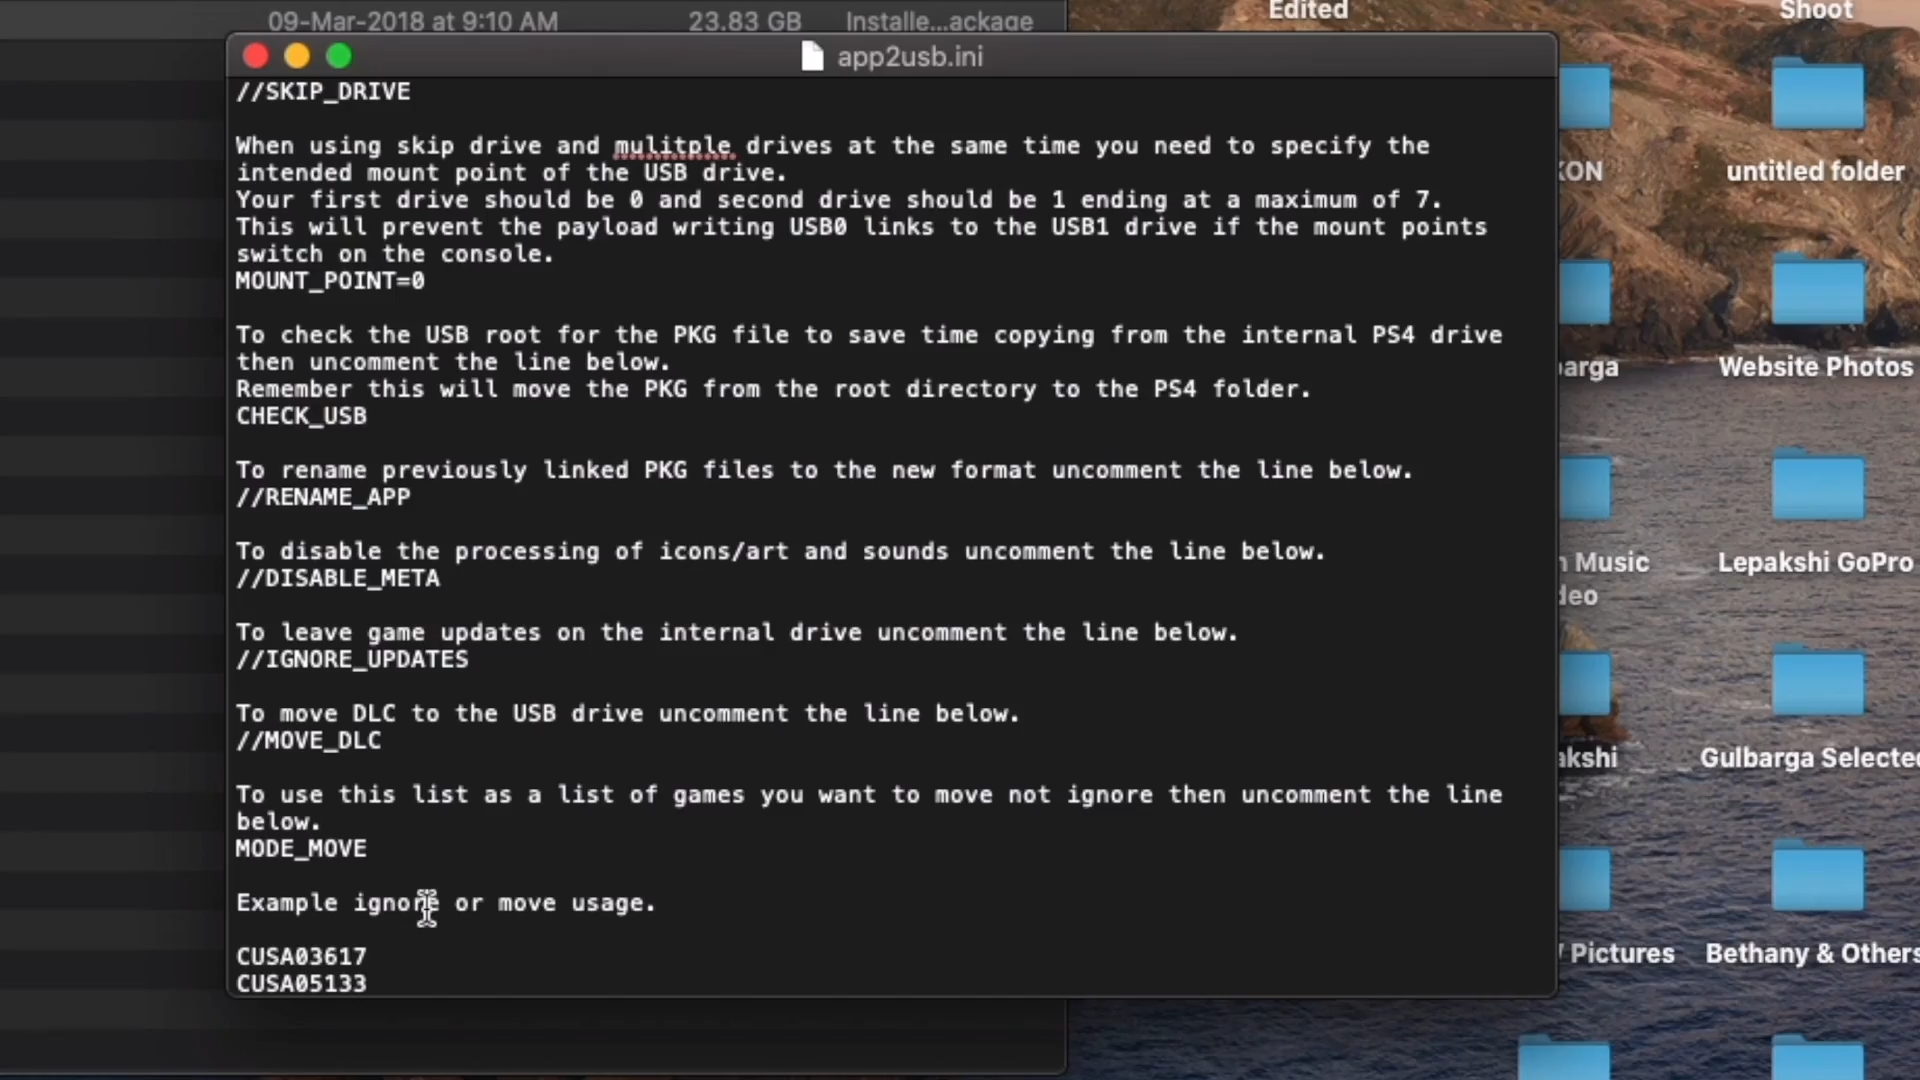 09-Mar-2018 at 9:10 AM 23.83 GB Installe...ackage
Edited
Shoot
app2usb.ini
//SKIP_DRIVE
When using skip drive and mulitple drives at the same time you need to specify the
intended mount point of the USB drive.
Your first drive should be 0 and second drive should be 1 ending at a maximum of 7.
This will prevent the payload writing USB0 links to the USB1 drive if the mount points
switch on the console.
MOUNT_POINT=0
To check the USB root for the PKG file to save time copying from the internal PS4 drive
then uncomment the line below.
Remember this will move the PKG from the root directory to the PS4 folder.
CHECK_USB
To rename previously linked PKG files to the new format uncomment the line below.
//RENAME_APP
To disable the processing of icons/art and sounds uncomment the line below.
//DISABLE_META
To leave game updates on the internal drive uncomment the line below.
//IGNORE_UPDATES
To move DLC to the USB drive uncomment the line below.
//MOVE_DLC
To use this list as a list of games you want to move not ignore then uncomment the line
below.
MODE_MOVE
Example ignore or move usage.
CUSA03617
CUSA05133
untitled folder
Website Photos
Music
Lepakshi GoPro
Gulbarga Selected
Pictures
Bethany & Others